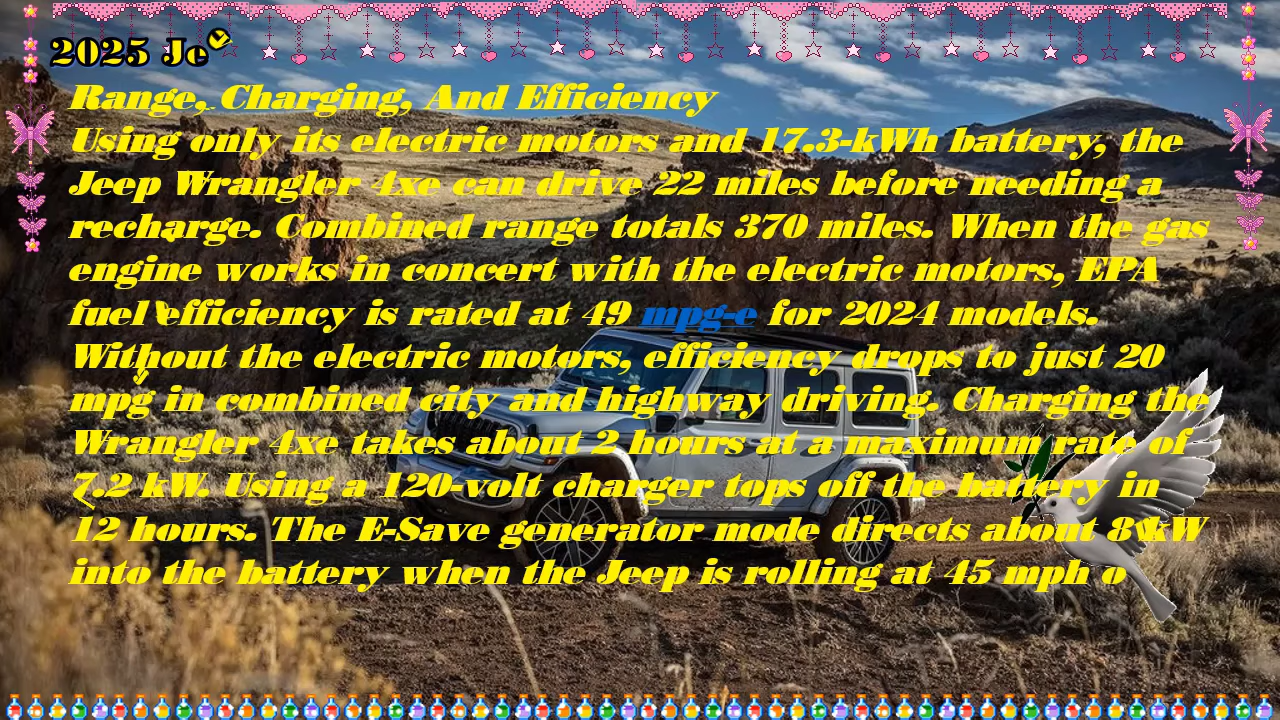 2025 Je
Range, Charging, And Efficiency
Using only its electric motors and 17.3-kWh battery, the
Jeep Wrangler 4xe can drive 22 miles before needing a
recharge. Combined range totals 370 miles. When the gas
engine works in concert with the electric motors, EPA
fuel efficiency is rated at 49 mpg-e for 2024 models.
Without the electric motors, efficiency drops to just 20
mpg in combined city and highway driving. Charging the
Wrangler 4xe takes about 2 hours at a maximum rate of
7.2 kW. Using a 120-volt charger tops off the battery in
12 hours. The E-Save generator mode directs about 8 kW
into the battery when the Jeep is rolling at 45 mph o